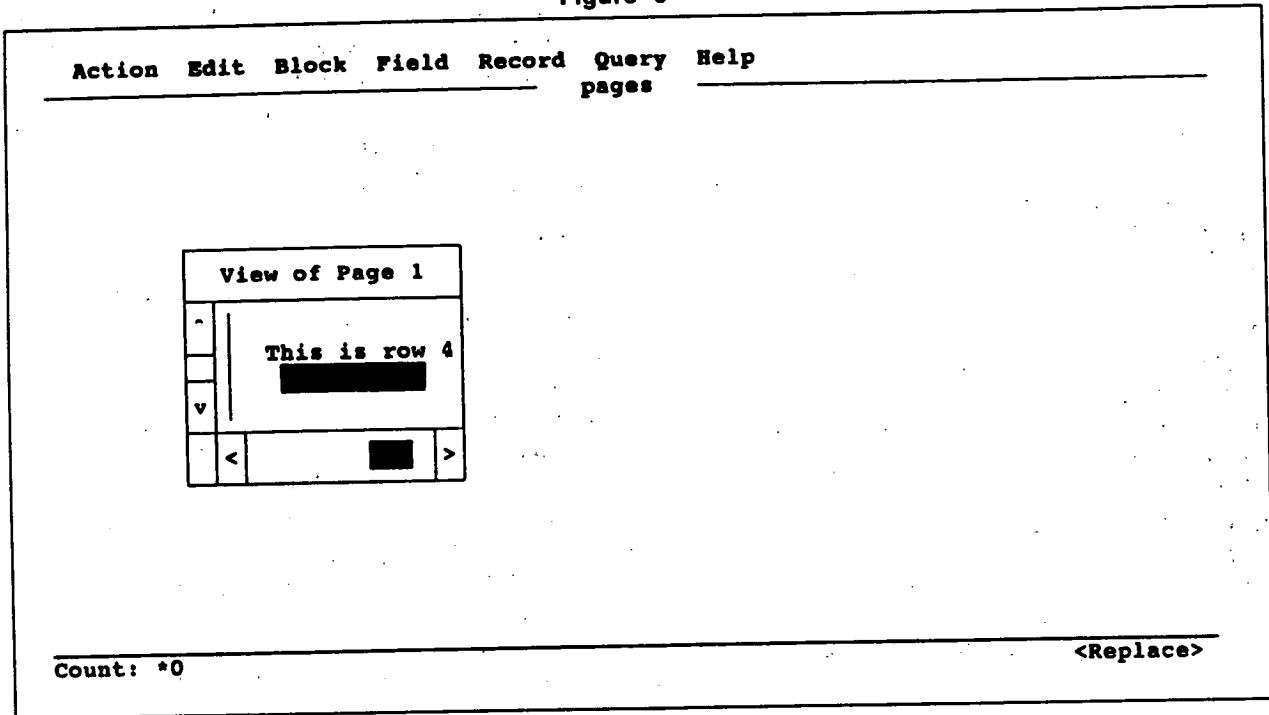 Action Edit Block Field Record Query Help
pages
View of Page 1
^
This is row 4
v
< >
Count: *0 <Replace>